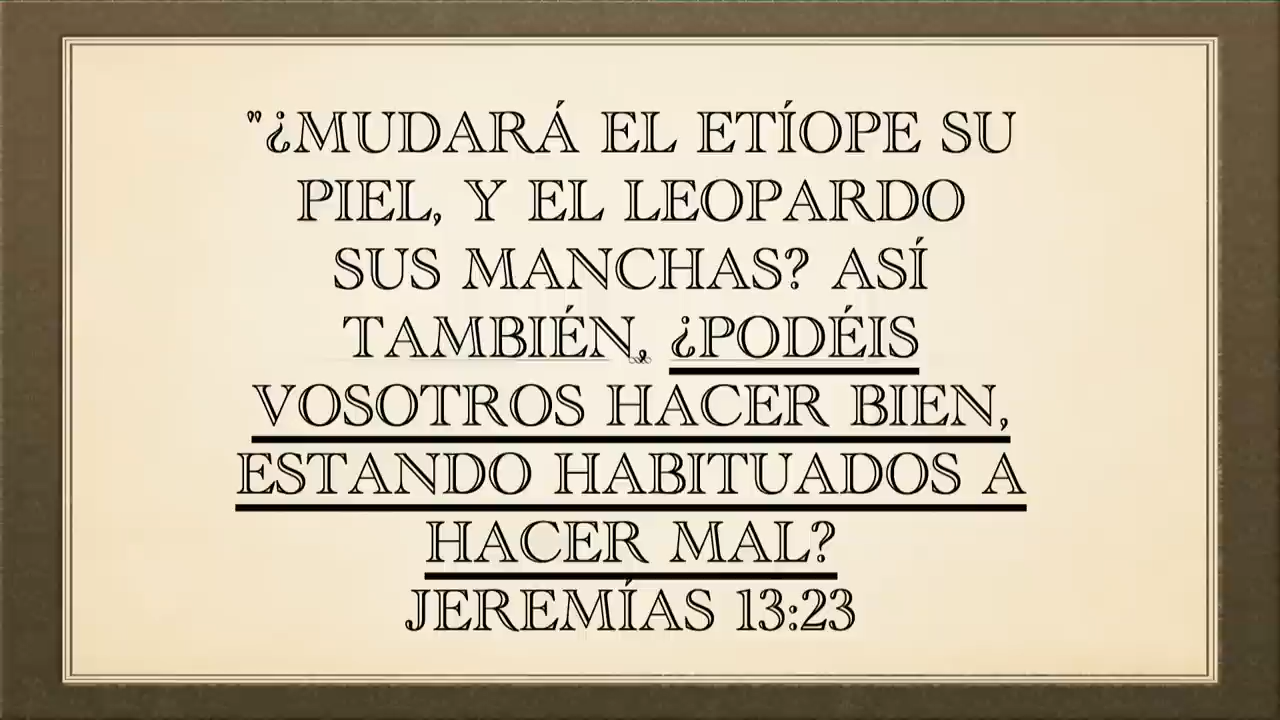 "¿MUDARÁ EL ETÍOPE SU
PIEL, Y EL LEOPARDO
SUS MANCHAS? ASÍ
TAMBIÉN, ¿PODÉIS
VOSOTROS HACER BIEN,
ESTANDO HABITUADOS A
HACER MAL?
JEREMÍAS 13:23